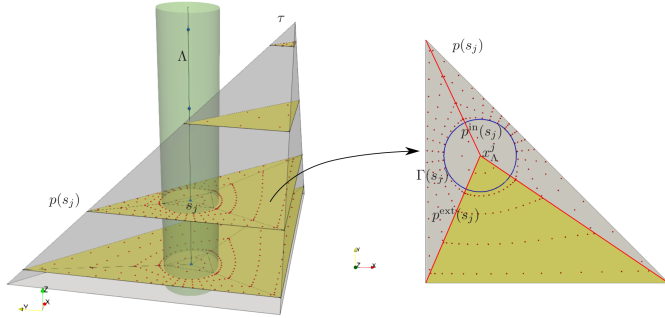 τ
Λ
p(s_j)
s_j
Z
X
Y
p(s_j)
p^in(s_j)
x_Λ^j
Γ(s_j)
p^ext(s_j)
Y
Z
X